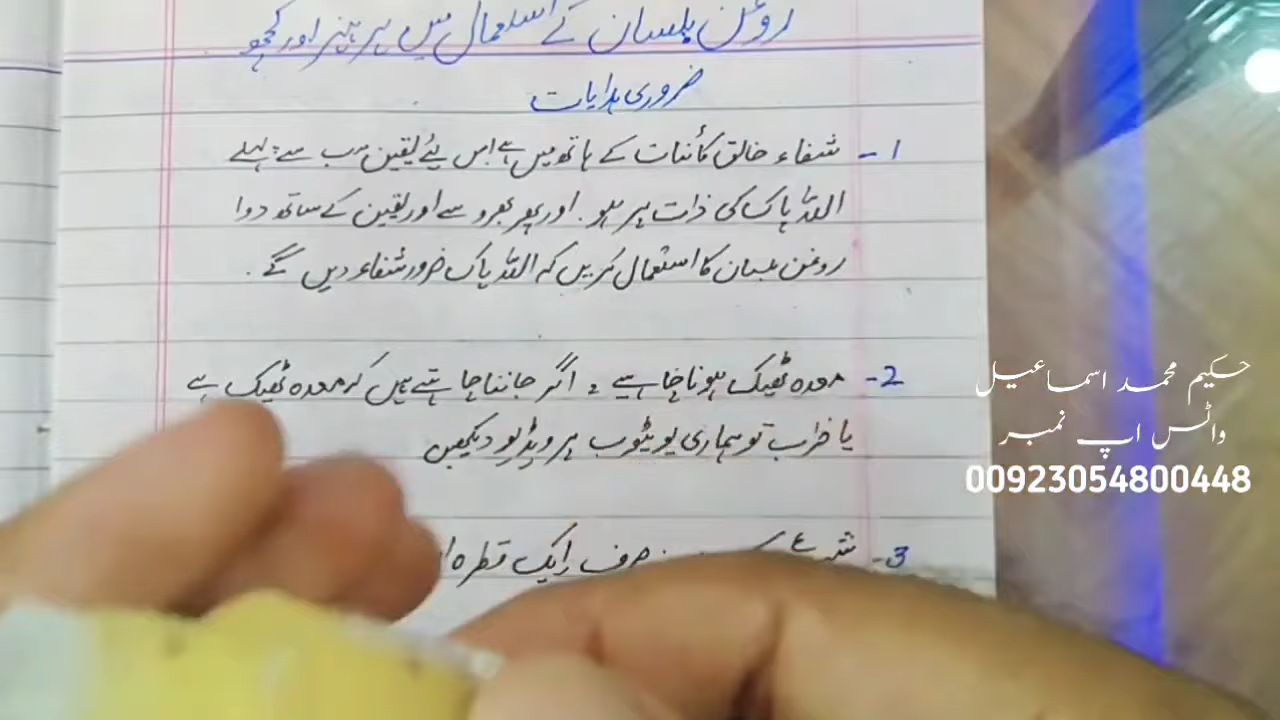 روغن بلسان کے استعمال میں پرہیز اور کچھ
ضروری ہدایات
1- شفاء خالق کائنات کے ہاتھ میں ہے اس لیے یقین سب سے پہلے
اللہ پاک کی ذات پر ہو۔ اور پھر بھروسے اور یقین کے ساتھ دوا
روغن بلسان کا استعمال کریں کہ اللہ پاک ضرور شفاء دیں گے۔
2- معدہ ٹھیک ہونا چاہیے، اگر جاننا چاہتے ہیں کہ معدہ ٹھیک ہے
یا خراب تو ہماری یوٹیوب پر ویڈیو دیکھیں
3- صرف ایک قطرہ
حکیم محمد اسماعیل
واٹس اپ نمبر
00923054800448